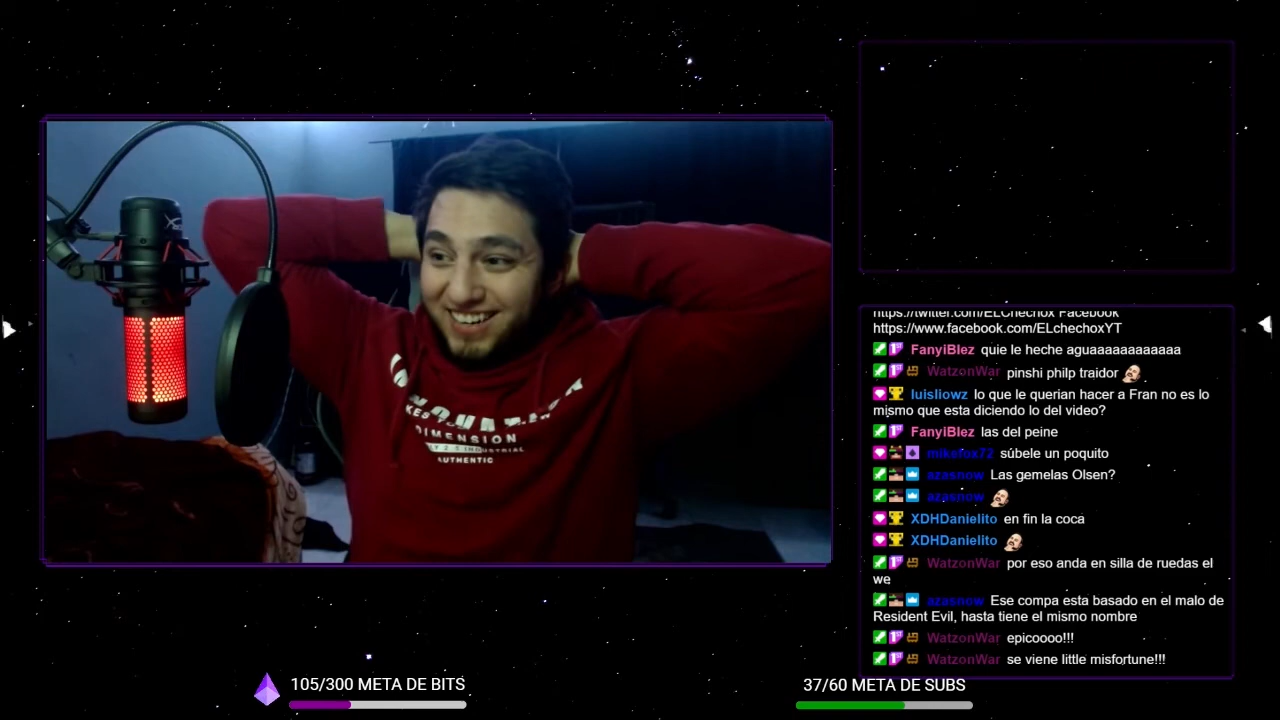 DIMENSION
AUTHENTIC
https://twitter.com/ELChechox Facebook
https://www.facebook.com/ELchechoxYT
FanyiBlez quie le heche aguaaaaaaaaaaa
WatzonWar pinshi philp traidor
luisliowz lo que le querian hacer a Fran no es lo
mismo que esta diciendo lo del video?
FanyiBlez las del peine
mikefox72 súbele un poquito
azasnow Las gemelas Olsen?
azasnow
XDHDanielito en fin la coca
XDHDanielito
WatzonWar por eso anda en silla de ruedas el
we
azasnow Ese compa esta basado en el malo de
Resident Evil, hasta tiene el mismo nombre
WatzonWar epicoooo!!!
WatzonWar se viene little misfortune!!!
105/300 META DE BITS
37/60 META DE SUBS